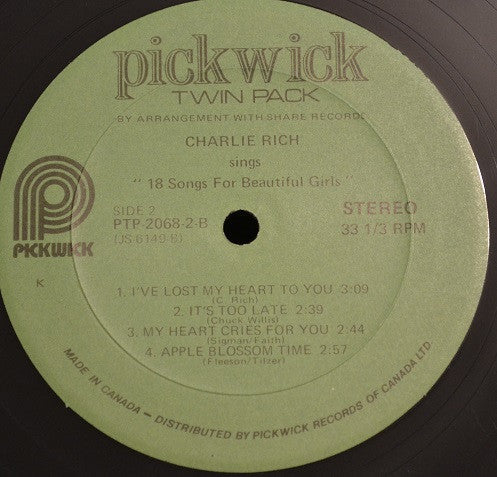 pickwick
TWIN PACK
BY ARRANGEMENT WITH SHARE RECORDS
CHARLIE RICH
sings
" 18 Songs For Beautiful Girls "
SIDE 2
PTP-2068-2-B
(JS 6149-B)
STEREO
33 1/3 RPM
PICKWICK
K
1. I'VE LOST MY HEART TO YOU 3:09
(C. Rich)
2. IT'S TOO LATE 2:39
(Chuck Willis)
3. MY HEART CRIES FOR YOU 2:44
(Sigman/Faith)
4. APPLE BLOSSOM TIME 2:57
(Fleeson/Tilzer)
MADE IN CANADA – DISTRIBUTED BY PICKWICK RECORDS OF CANADA LTD